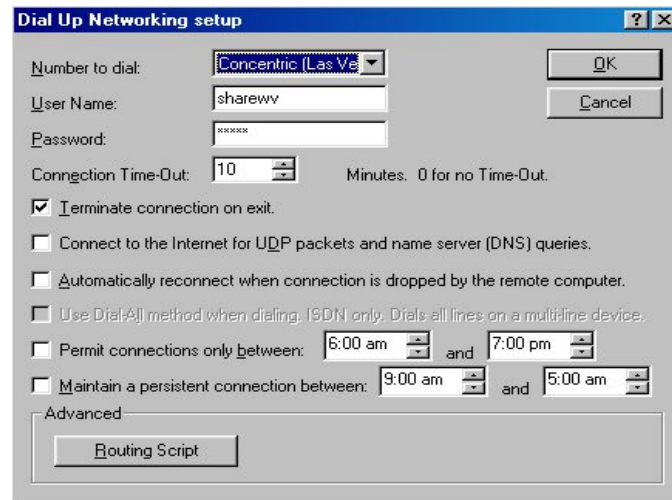 Dial Up Networking setup
Number to dial: Concentric (Las Ve OK
User Name: sharewv Cancel
Password: *****
Connection Time-Out: 10 Minutes. 0 for no Time-Out.
Terminate connection on exit.
Connect to the Internet for UDP packets and name server (DNS) queries.
Automatically reconnect when connection is dropped by the remote computer.
Use Dial-All method when dialing. ISDN only. Dials all lines on a multi-line device.
Permit connections only between: 6:00 am and 7:00 pm
Maintain a persistent connection between: 9:00 am and 5:00 am
Advanced
Routing Script